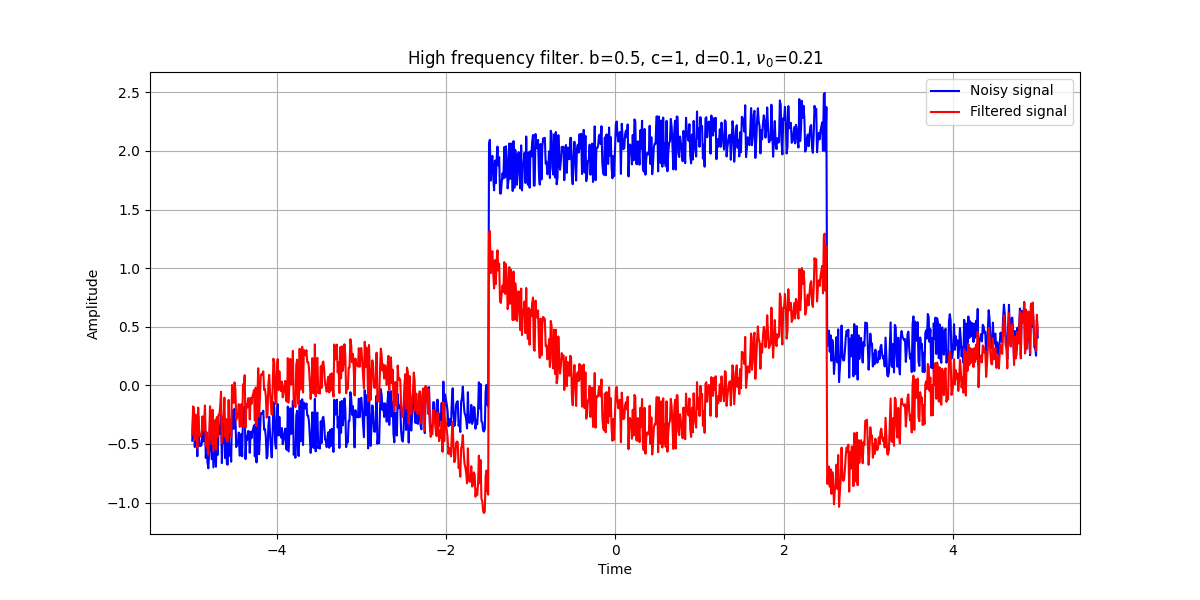 High frequency filter. b=0.5, c=1, d=0.1, ν₀=0.21
Noisy signal
Filtered signal
2.5
2.0
1.5
1.0
0.5
0.0
−0.5
−1.0
Amplitude
−4
−2
0
2
4
Time